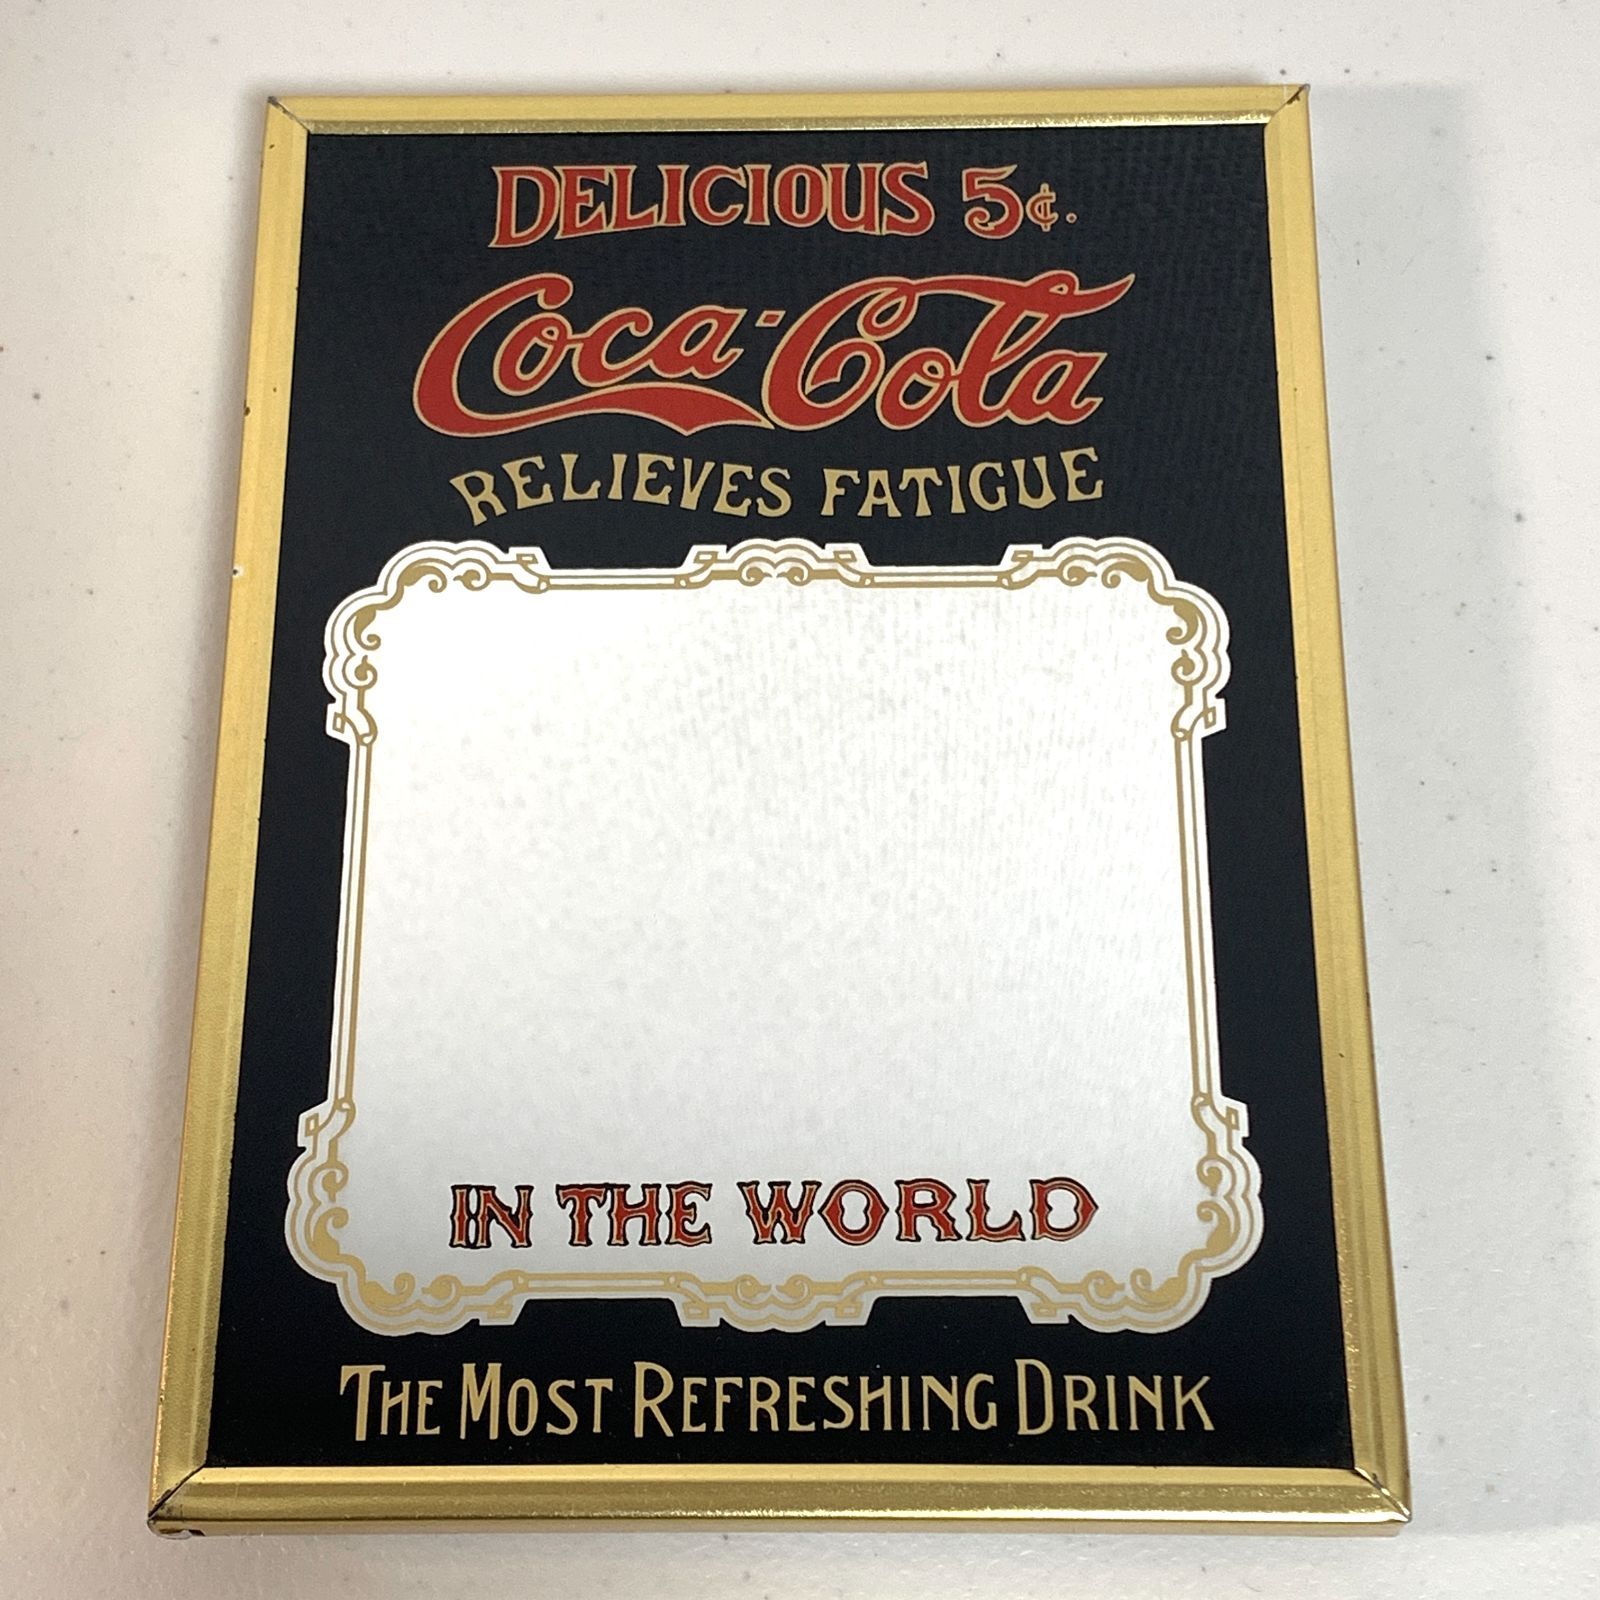 DELICIOUS 5¢.
Coca-Cola
RELIEVES FATIGUE
IN THE WORLD
THE MOST REFRESHING DRINK